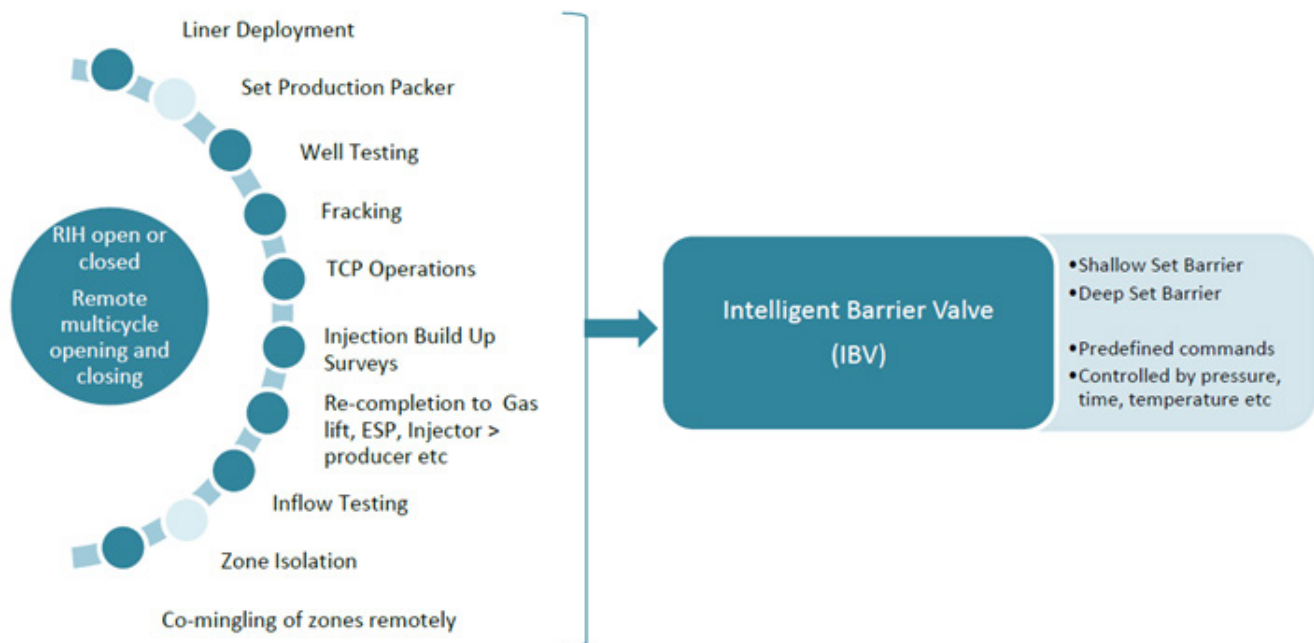 Liner Deployment
Set Production Packer
Well Testing
Fracking
TCP Operations
Injection Build Up
Surveys
Re-completion to Gas
lift, ESP, Injector >
producer etc
Inflow Testing
Zone Isolation
Co-mingling of zones remotely
RIH open or
closed
Remote
multicycle
opening and
closing
Intelligent Barrier Valve
(IBV)
•Shallow Set Barrier
•Deep Set Barrier
•Predefined commands
•Controlled by pressure,
time, temperature etc